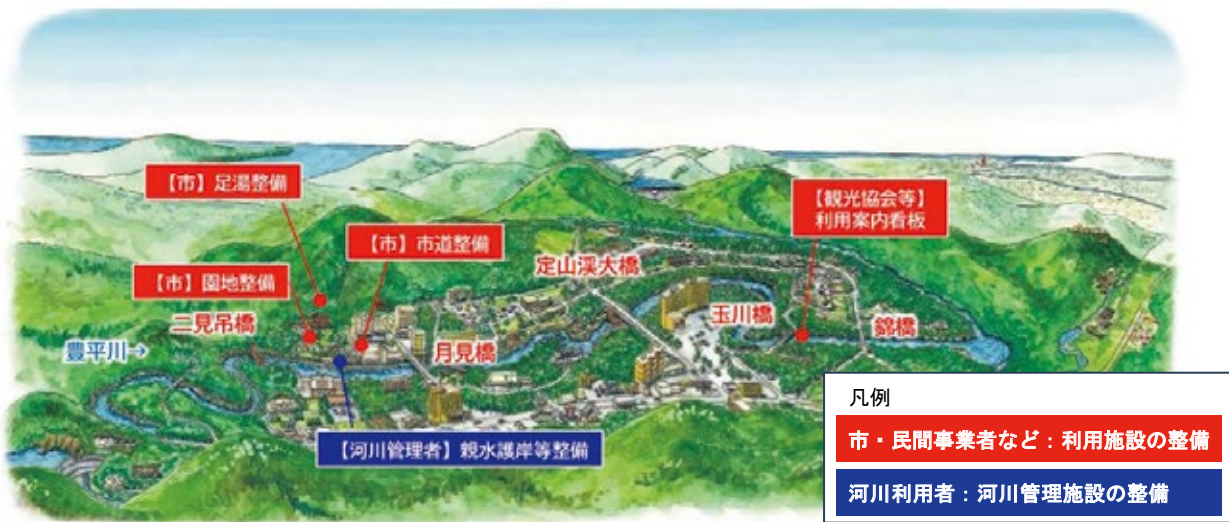 【市】足湯整備
【観光協会等】
利用案内看板
【市】市道整備
定山渓大橋
【市】園地整備
二見吊橋
玉川橋
錦橋
豊平川→
月見橋
【河川管理者】親水護岸等整備
凡例
市・民間事業者など：利用施設の整備
河川利用者：河川管理施設の整備